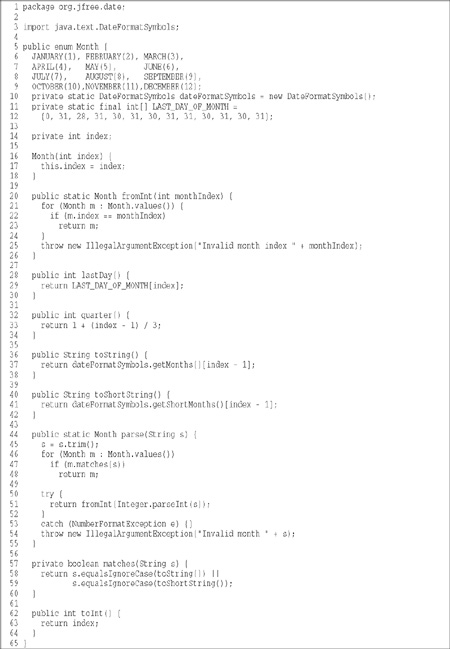 1 package org.jfree.date;
2
3 import java.text.DateFormatSymbols;
4
5 public enum Month {
6 JANUARY(1), FEBRUARY(2), MARCH(3),
7 APRIL(4), MAY(5), JUNE(6),
8 JULY(7), AUGUST(8), SEPTEMBER(9),
9 OCTOBER(10),NOVEMBER(11),DECEMBER(12);
10 private static DateFormatSymbols dateFormatSymbols = new DateFormatSymbols();
11 private static final int[] LAST_DAY_OF_MONTH =
12 {0, 31, 28, 31, 30, 31, 30, 31, 31, 30, 31, 30, 31};
13
14 private int index;
15
16 Month(int index) {
17 this.index = index;
18 }
19
20 public static Month fromInt(int monthIndex) {
21 for (Month m : Month.values()) {
22 if (m.index == monthIndex)
23 return m;
24 }
25 throw new IllegalArgumentException("Invalid month index " + monthIndex);
26 }
27
28 public int lastDay() {
29 return LAST_DAY_OF_MONTH[index];
30 }
31
32 public int quarter() {
33 return 1 + (index - 1) / 3;
34 }
35
36 public String toString() {
37 return dateFormatSymbols.getMonths()[index - 1];
38 }
39
40 public String toShortString() {
41 return dateFormatSymbols.getShortMonths()[index - 1];
42 }
43
44 public static Month parse(String s) {
45 s = s.trim();
46 for (Month m : Month.values())
47 if (m.matches(s))
48 return m;
49
50 try {
51 return fromInt(Integer.parseInt(s));
52 }
53 catch (NumberFormatException e) {}
54 throw new IllegalArgumentException("Invalid month " + s);
55 }
56
57 private boolean matches(String s) {
58 return s.equalsIgnoreCase(toString()) ||
59 s.equalsIgnoreCase(toShortString());
60 }
61
62 public int toInt() {
63 return index;
64 }
65 }